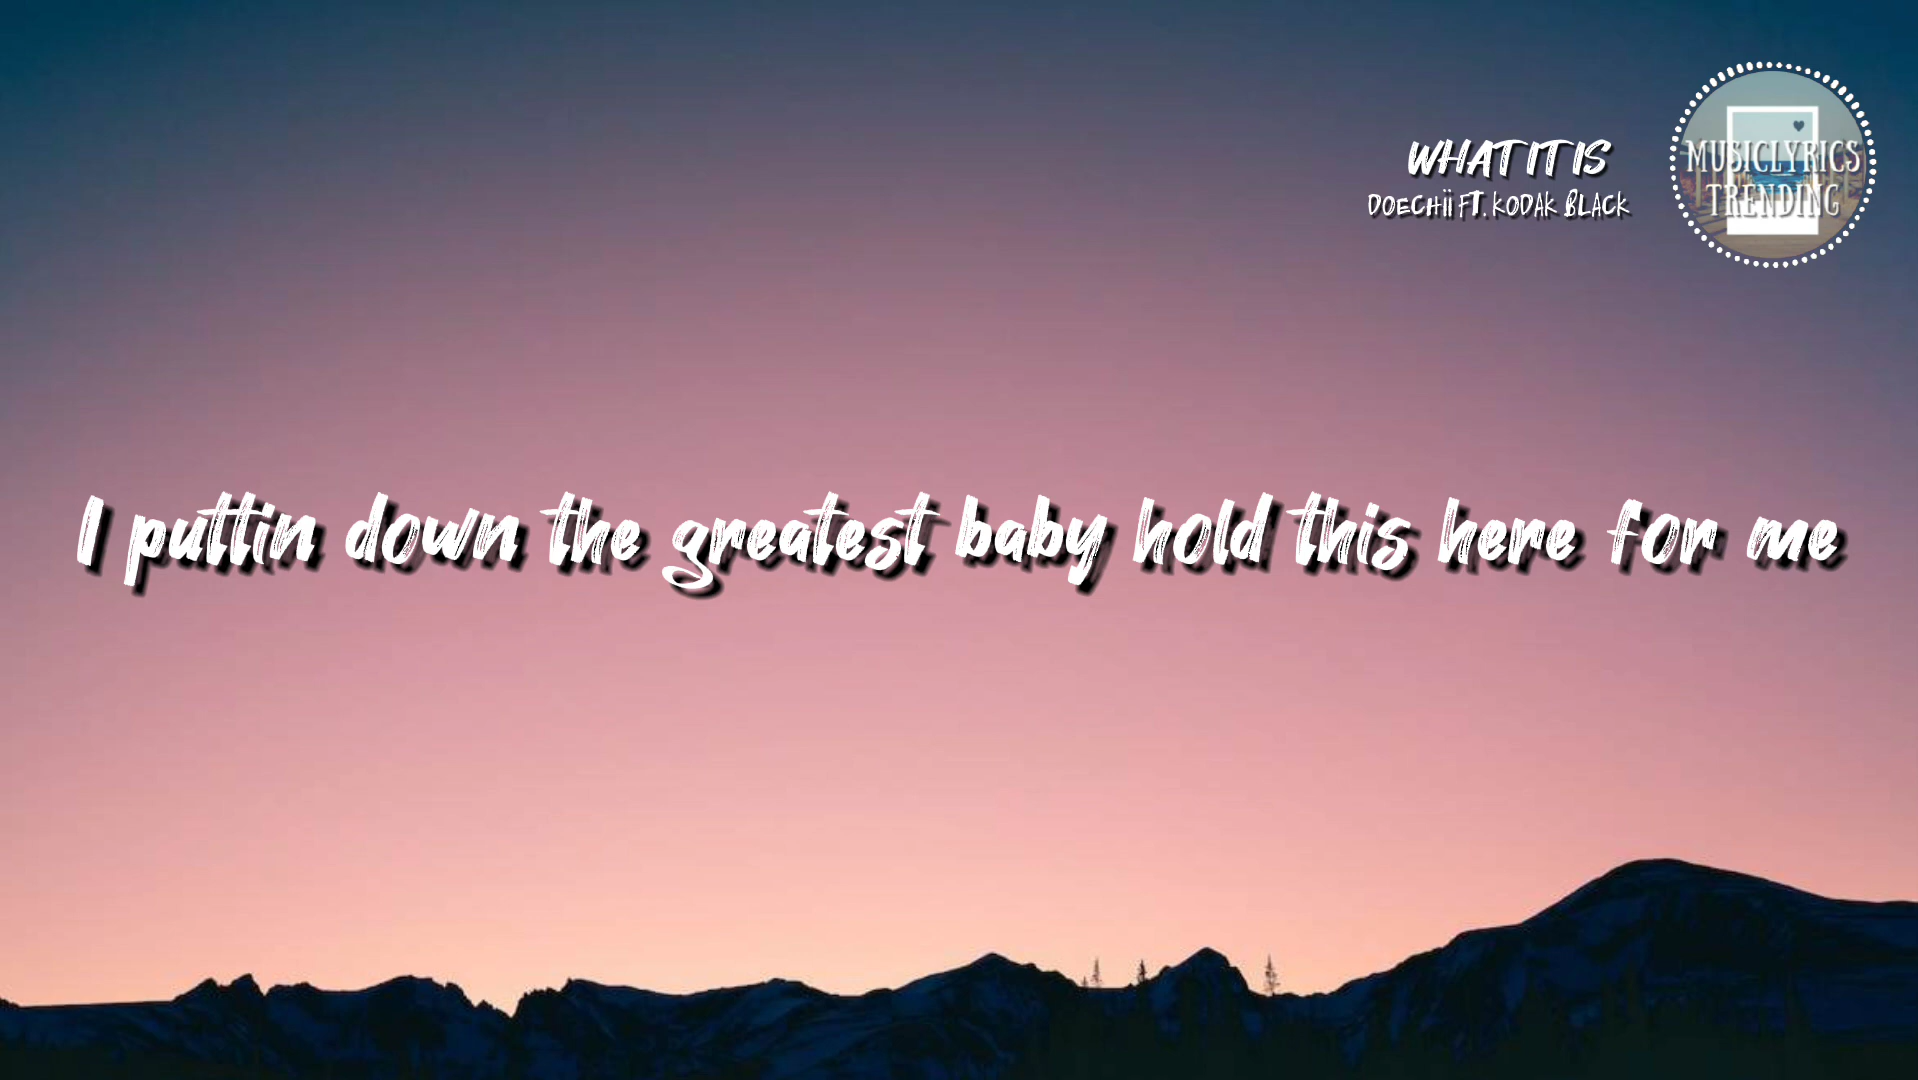 WHAT IT IS
DOECHii FT. KODAK BLACK
MUSICLYRICS
TRENDING
I puttin down the greatest baby hold this here for me